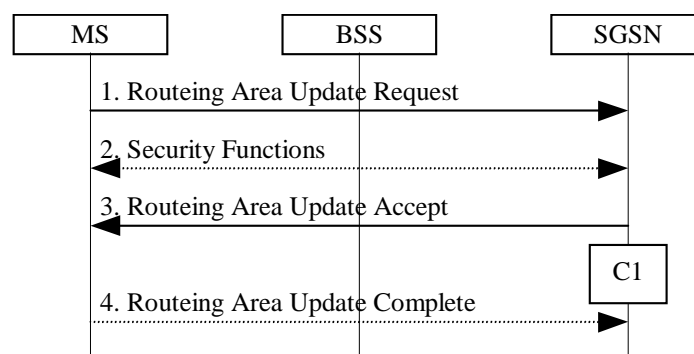 MS
BSS
SGSN
1. Routeing Area Update Request
2. Security Functions
3. Routeing Area Update Accept
C1
4. Routeing Area Update Complete